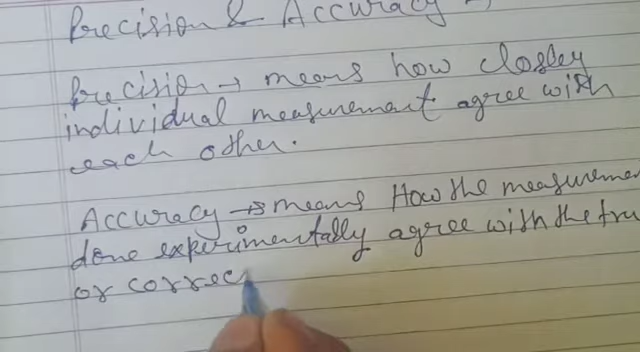 Precision & Accuracy
Precision → means how closley
individual measurement agree with
each other.
Accuracy → means How the measuremen
done experimentally agree with the tru
or correc